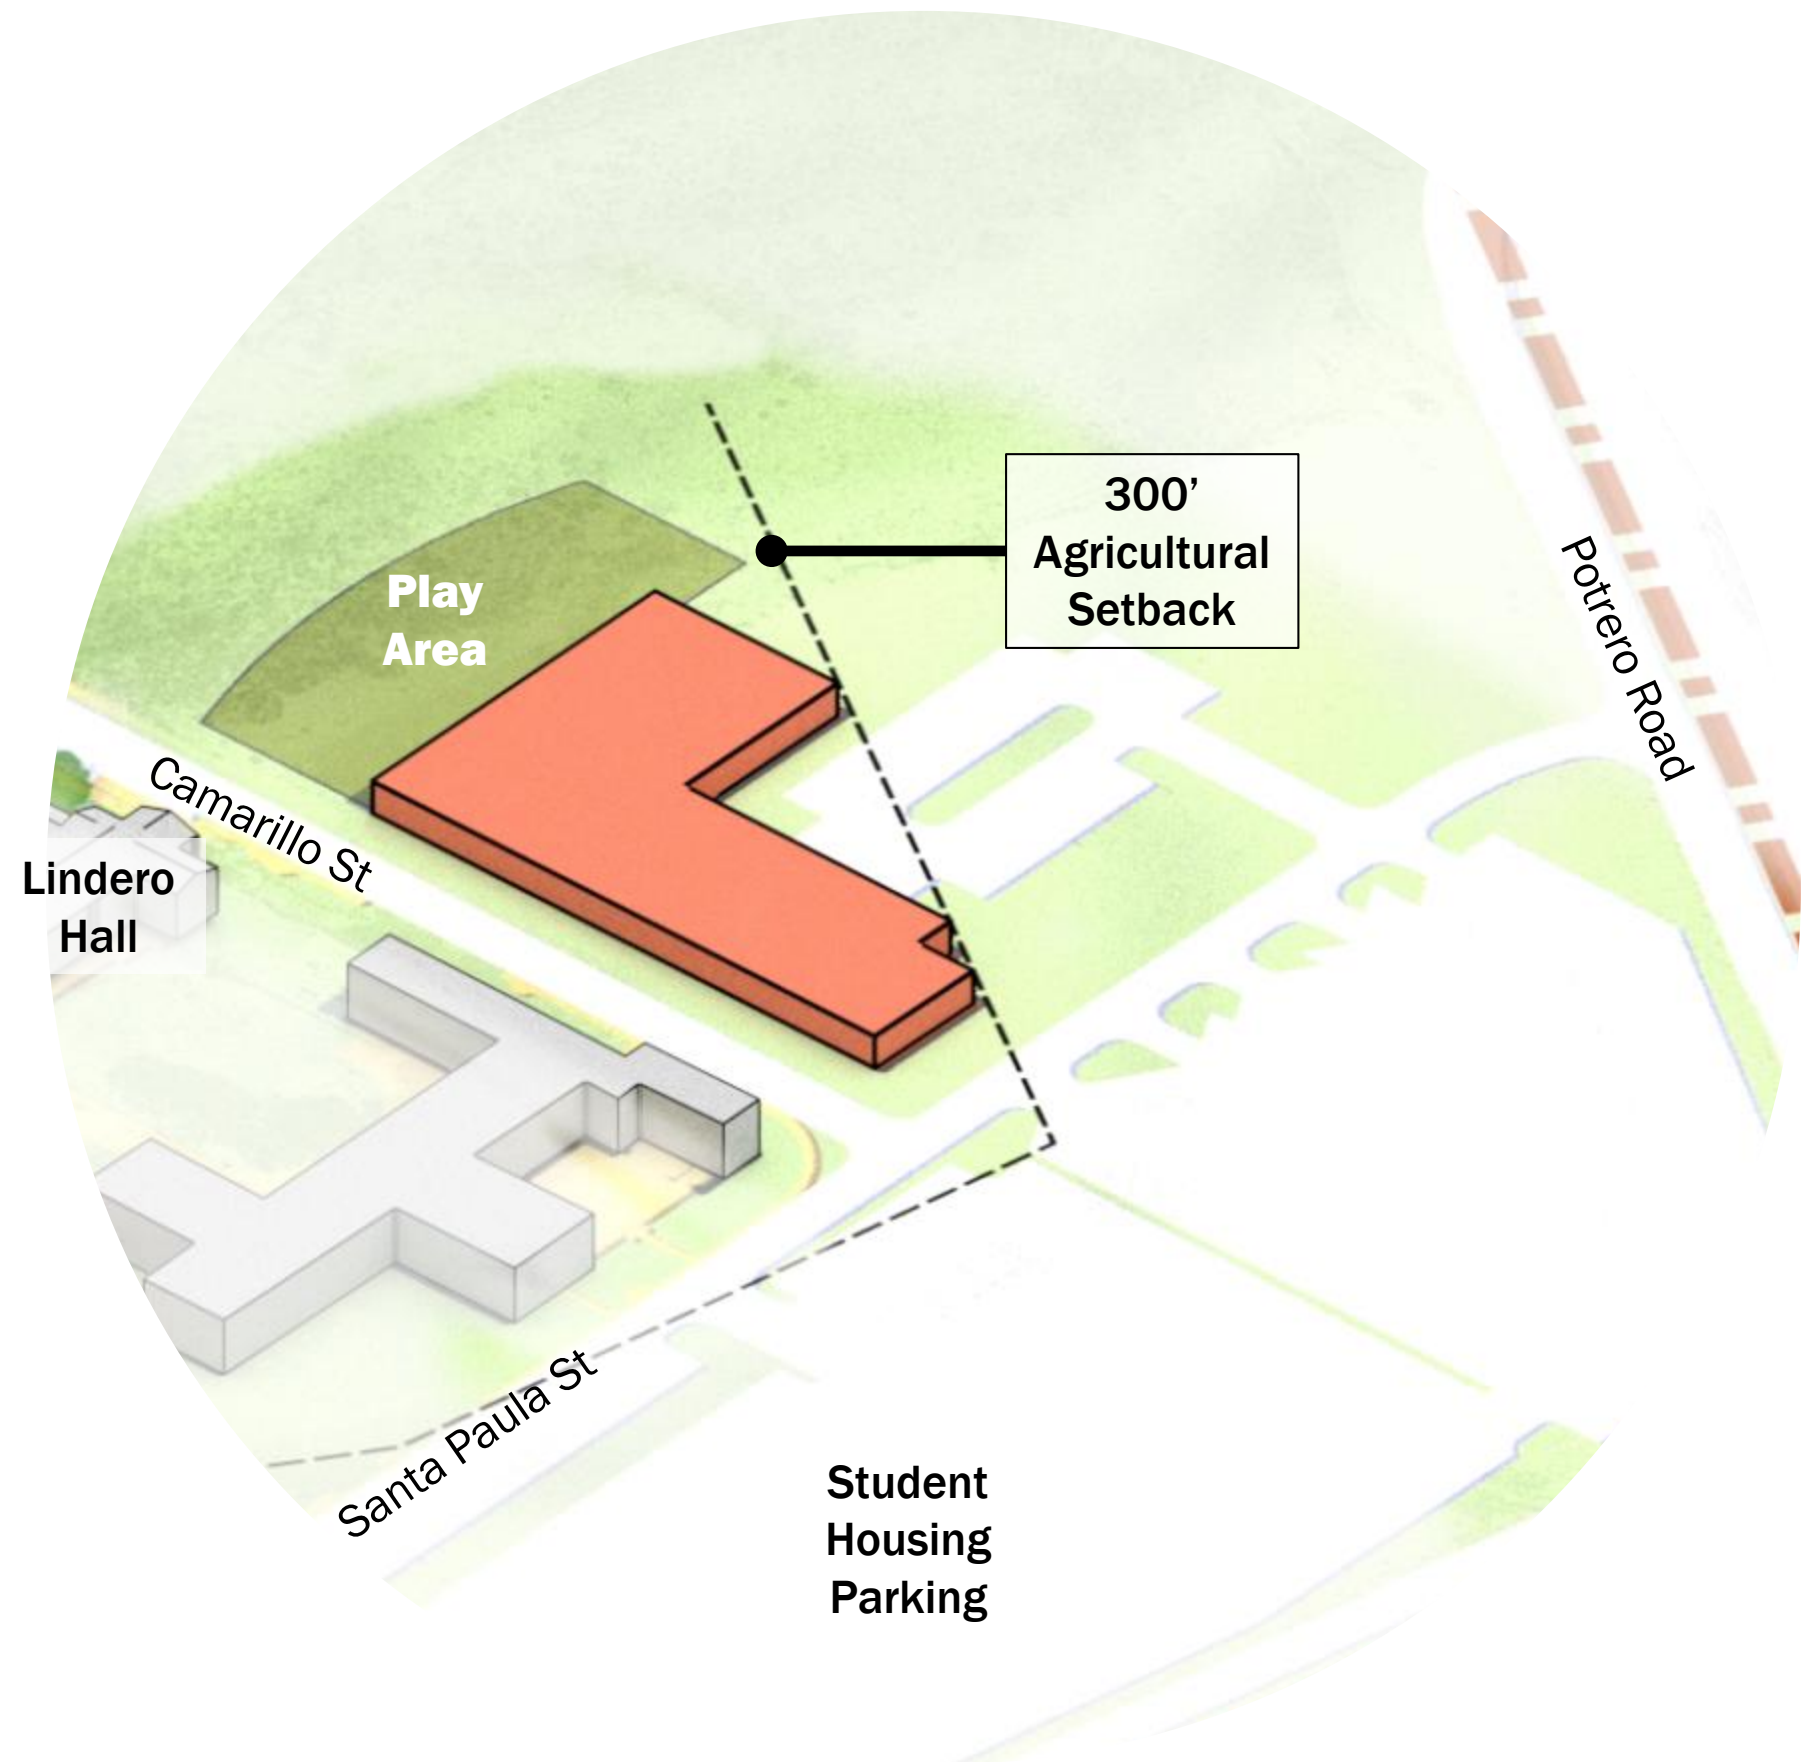 300’
Agricultural
Setback
Play
Area
Potrero Road
Camarillo St
Lindero
Hall
Santa Paula St
Student
Housing
Parking